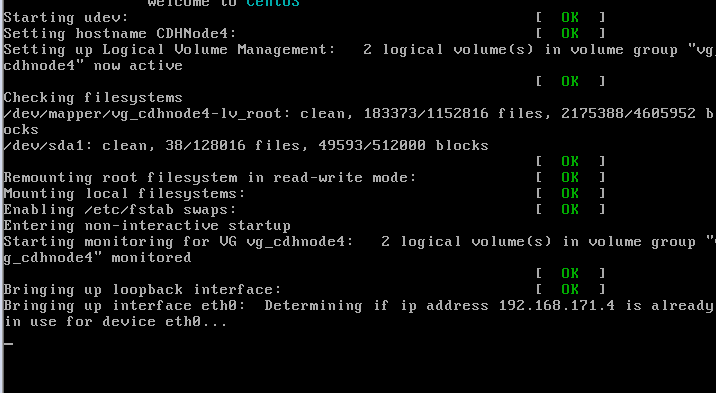 Welcome to CentOS
Starting udev: [ OK ]
Setting hostname CDHNode4: [ OK ]
Setting up Logical Volume Management: 2 logical volume(s) in volume group "vg_
cdhnode4" now active
[ OK ]
Checking filesystems
/dev/mapper/vg_cdhnode4-lv_root: clean, 183373/1152816 files, 2175388/4605952 bl
ocks
/dev/sda1: clean, 38/128016 files, 49593/512000 blocks
[ OK ]
Remounting root filesystem in read-write mode: [ OK ]
Mounting local filesystems: [ OK ]
Enabling /etc/fstab swaps: [ OK ]
Entering non-interactive startup
Starting monitoring for VG vg_cdhnode4: 2 logical volume(s) in volume group "v
g_cdhnode4" monitored
[ OK ]
Bringing up loopback interface: [ OK ]
Bringing up interface eth0: Determining if ip address 192.168.171.4 is already
in use for device eth0...
_